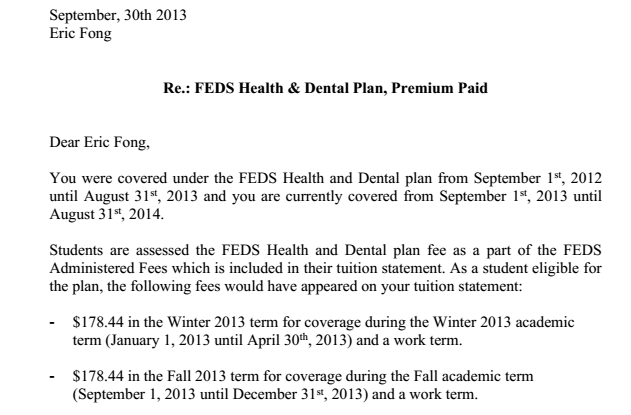 September, 30th 2013
Eric Fong
Re.: FEDS Health & Dental Plan, Premium Paid
Dear Eric Fong,
You were covered under the FEDS Health and Dental plan from September 1st, 2012
until August 31st, 2013 and you are currently covered from September 1st, 2013 until
August 31st, 2014.
Students are assessed the FEDS Health and Dental plan fee as a part of the FEDS
Administered Fees which is included in their tuition statement. As a student eligible for
the plan, the following fees would have appeared on your tuition statement:
- $178.44 in the Winter 2013 term for coverage during the Winter 2013 academic
term (January 1, 2013 until April 30th, 2013) and a work term.
- $178.44 in the Fall 2013 term for coverage during the Fall academic term
(September 1, 2013 until December 31st, 2013) and a work term.